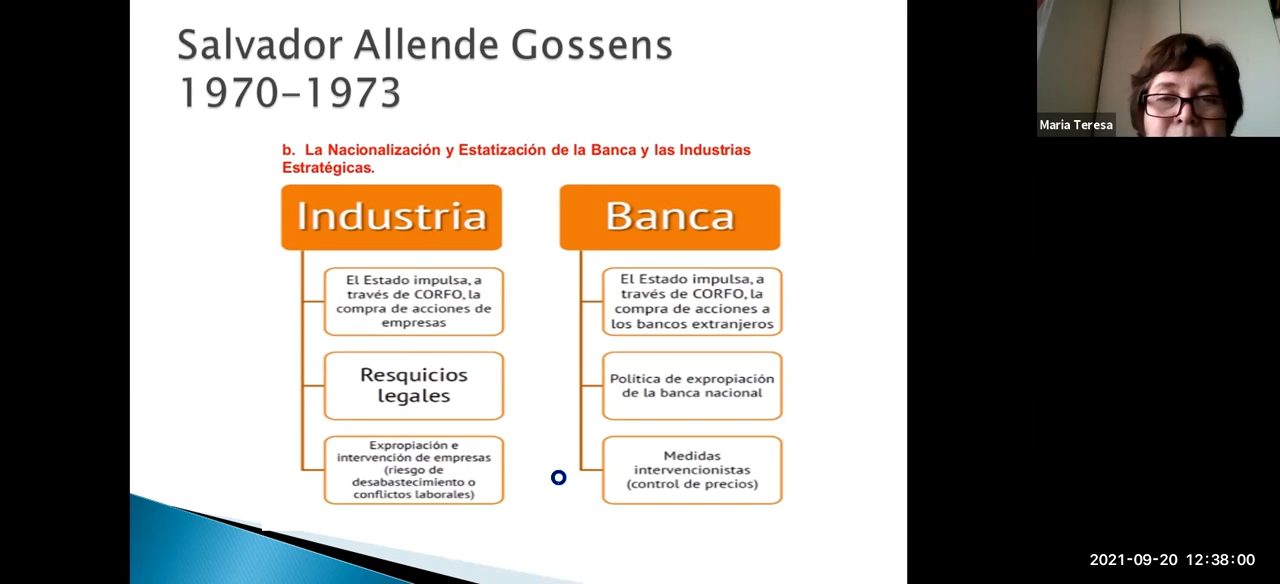 Salvador Allende Gossens
1970-1973
b. La Nacionalización y Estatización de la Banca y las Industrias
Estratégicas.
Industria
El Estado impulsa, a
través de CORFO, la
compra de acciones de
empresas
Resquicios
legales
Expropiación e
intervención de empresas
(riesgo de
desabastecimiento o
conflictos laborales)
Banca
El Estado impulsa, a
través de CORFO, la
compra de acciones a
los bancos extranjeros
Política de expropiación
de la banca nacional
Medidas
intervencionistas
(control de precios)
Maria Teresa
2021-09-20 12:38:00